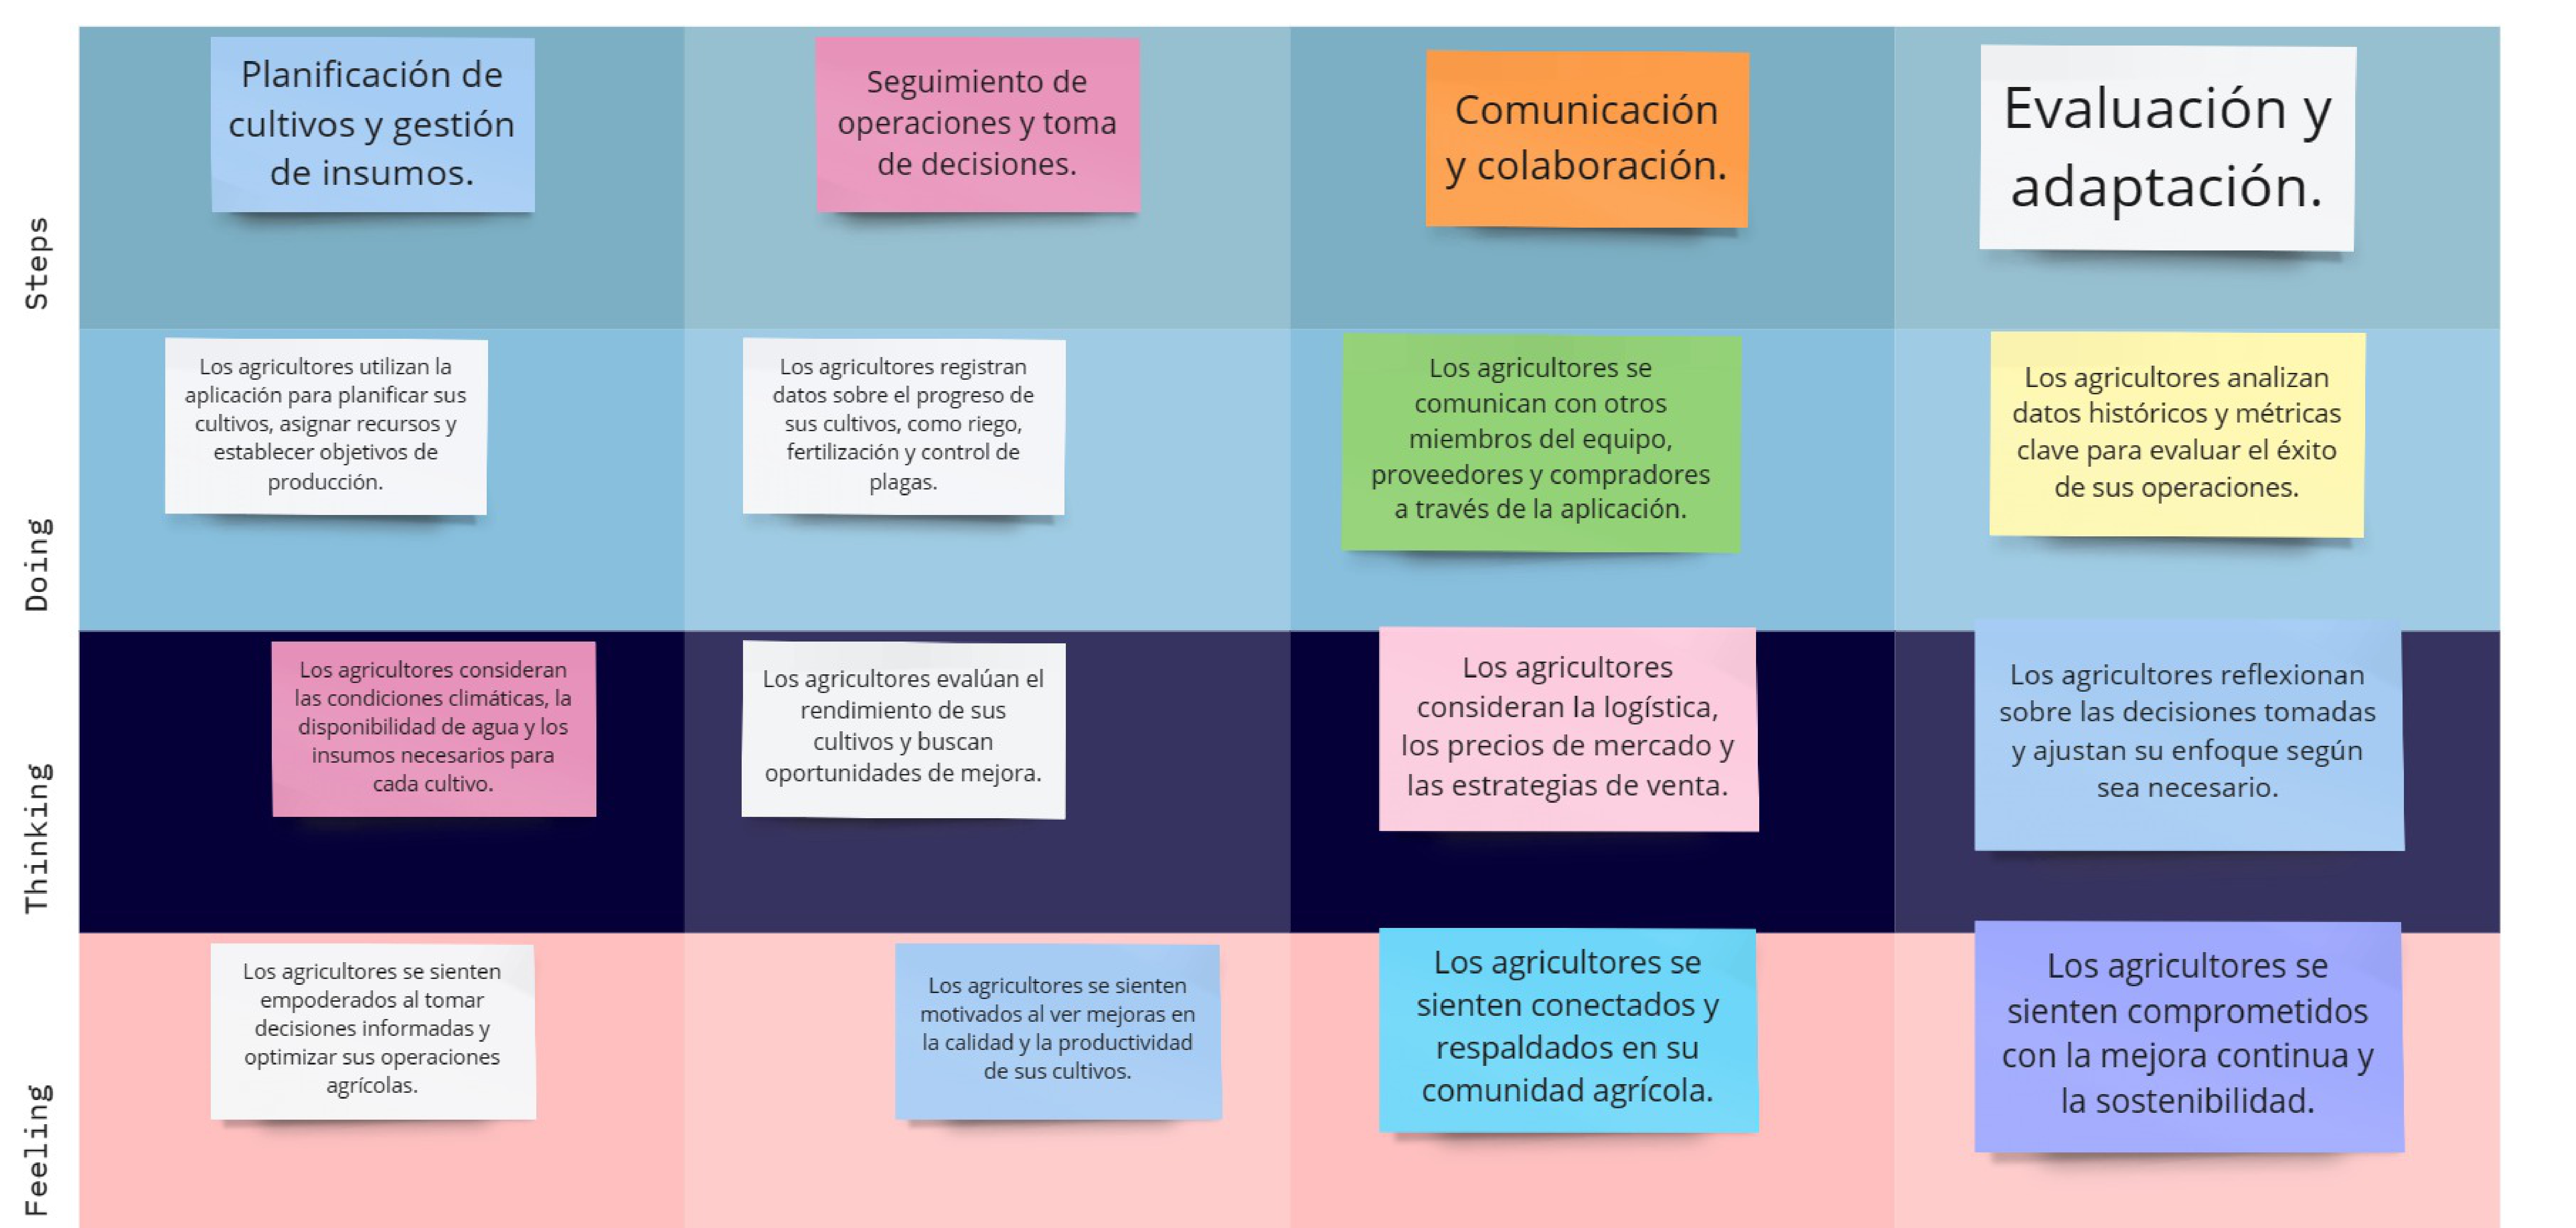 Steps
Planificación de
cultivos y gestión
de insumos.
Seguimiento de
operaciones y toma
de decisiones.
Comunicación
y colaboración.
Evaluación y
adaptación.
Doing
Los agricultores utilizan la
aplicación para planificar sus
cultivos, asignar recursos y
establecer objetivos de
producción.
Los agricultores registran
datos sobre el progreso de
sus cultivos, como riego,
fertilización y control de
plagas.
Los agricultores se
comunican con otros
miembros del equipo,
proveedores y compradores
a través de la aplicación.
Los agricultores analizan
datos históricos y métricas
clave para evaluar el éxito
de sus operaciones.
Thinking
Los agricultores consideran
las condiciones climáticas, la
disponibilidad de agua y los
insumos necesarios para
cada cultivo.
Los agricultores evalúan el
rendimiento de sus
cultivos y buscan
oportunidades de mejora.
Los agricultores
consideran la logística,
los precios de mercado y
las estrategias de venta.
Los agricultores reflexionan
sobre las decisiones tomadas
y ajustan su enfoque según
sea necesario.
Feeling
Los agricultores se sienten
empoderados al tomar
decisiones informadas y
optimizar sus operaciones
agrícolas.
Los agricultores se sienten
motivados al ver mejoras en
la calidad y la productividad
de sus cultivos.
Los agricultores se
sienten conectados y
respaldados en su
comunidad agrícola.
Los agricultores se
sienten comprometidos
con la mejora continua y
la sostenibilidad.